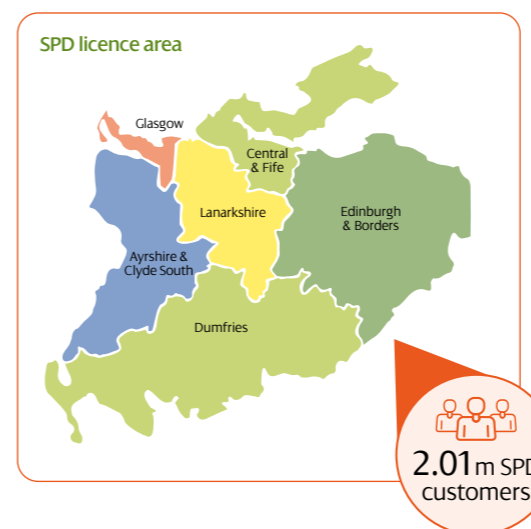 SPD licence area
Glasgow
Central
& Fife
Lanarkshire
Edinburgh
& Borders
Ayrshire &
Clyde South
Dumfries
2.01m SPD
customers